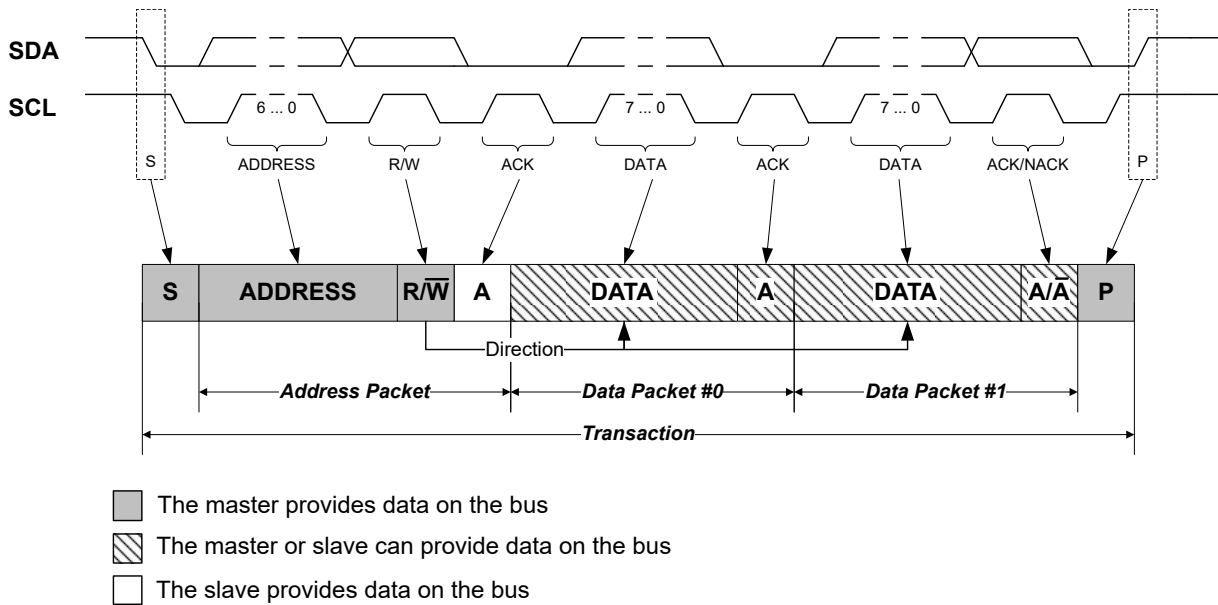 SDA
SCL
6 ... 0
7 ... 0
7 ... 0
S
ADDRESS
R/W
ACK
DATA
ACK
DATA
ACK/NACK
P
S
ADDRESS
R/W̅
A
DATA
A
DATA
A/A̅
P
Direction
Address Packet
Data Packet #0
Data Packet #1
Transaction
The master provides data on the bus
The master or slave can provide data on the bus
The slave provides data on the bus